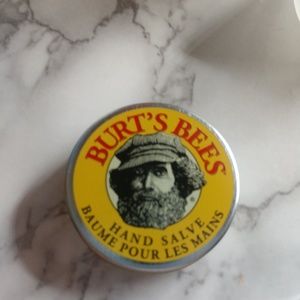 BURT'S BEES
HAND SALVE
BAUME POUR LES MAINS